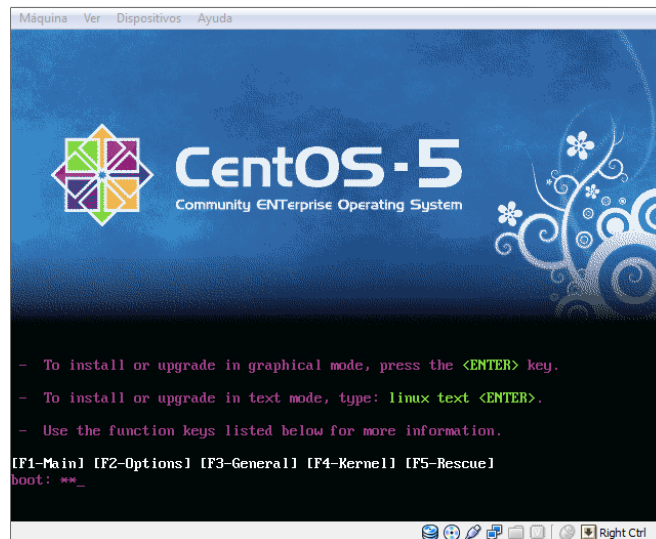 Máquina Ver Dispositivos Ayuda
CentOS-5
Community ENTerprise Operating System
- To install or upgrade in graphical mode, press the <ENTER> key.
- To install or upgrade in text mode, type: linux text <ENTER>.
- Use the function keys listed below for more information.
[F1-Main] [F2-Options] [F3-General] [F4-Kernel] [F5-Rescue]
boot: **_
Right Ctrl